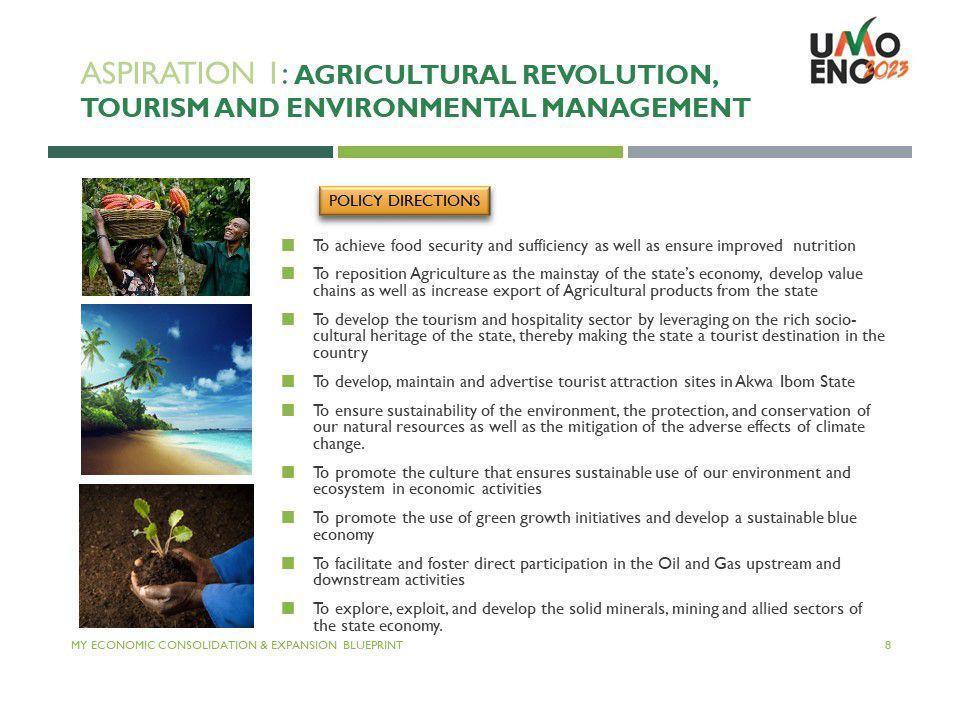 UMO
ENO 2023
ASPIRATION 1: AGRICULTURAL REVOLUTION,
TOURISM AND ENVIRONMENTAL MANAGEMENT
POLICY DIRECTIONS
To achieve food security and sufficiency as well as ensure improved nutrition
To reposition Agriculture as the mainstay of the state's economy, develop value
chains as well as increase export of Agricultural products from the state
To develop the tourism and hospitality sector by leveraging on the rich socio-
cultural heritage of the state, thereby making the state a tourist destination in the
country
To develop, maintain and advertise tourist attraction sites in Akwa Ibom State
To ensure sustainability of the environment, the protection, and conservation of
our natural resources as well as the mitigation of the adverse effects of climate
change.
To promote the culture that ensures sustainable use of our environment and
ecosystem in economic activities
To promote the use of green growth initiatives and develop a sustainable blue
economy
To facilitate and foster direct participation in the Oil and Gas upstream and
downstream activities
To explore, exploit, and develop the solid minerals, mining and allied sectors of
the state economy.
MY ECONOMIC CONSOLIDATION & EXPANSION BLUEPRINT 8